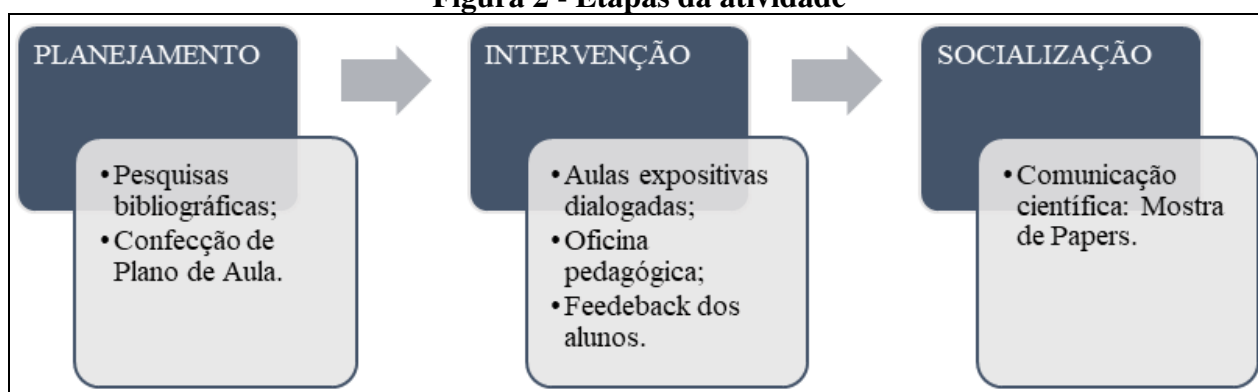 Figura 2 - Etapas da atividade
PLANEJAMENTO
•Pesquisas
bibliográficas;
•Confecção de
Plano de Aula.
INTERVENÇÃO
•Aulas expositivas
dialogadas;
•Oficina
pedagógica;
•Feedeback dos
alunos.
SOCIALIZAÇÃO
•Comunicação
científica: Mostra
de Papers.